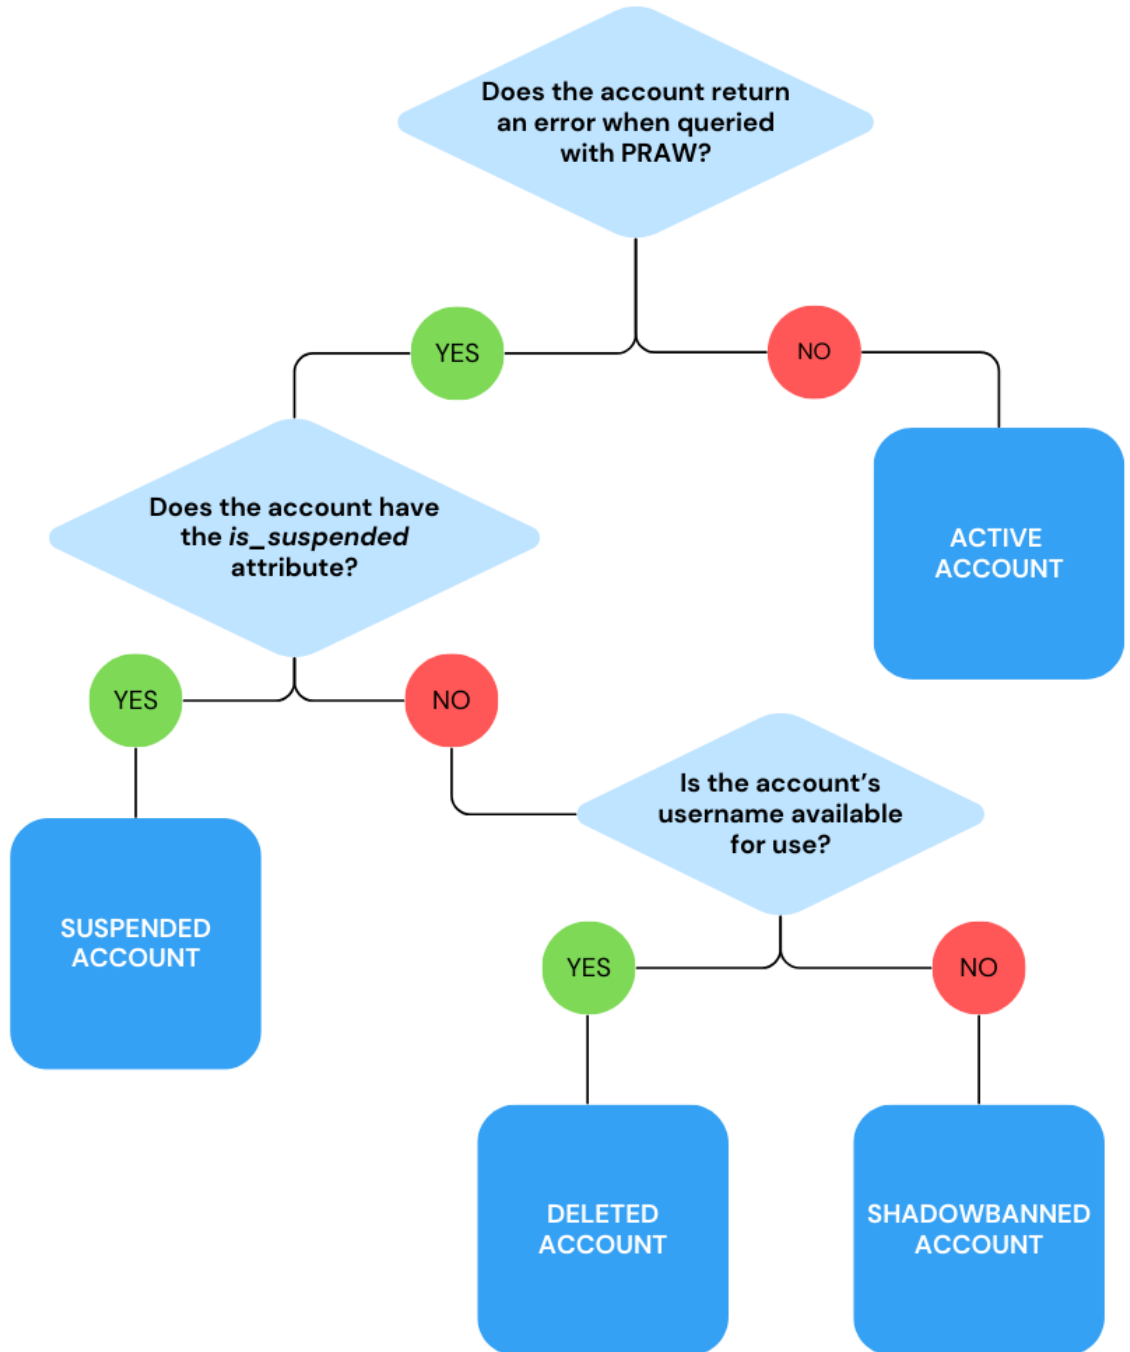 Does the account return
an error when queried
with PRAW?
YES
NO
Does the account have
the is_suspended
attribute?
ACTIVE
ACCOUNT
YES
NO
Is the account’s
username available
for use?
SUSPENDED
ACCOUNT
YES
NO
DELETED
ACCOUNT
SHADOWBANNED
ACCOUNT